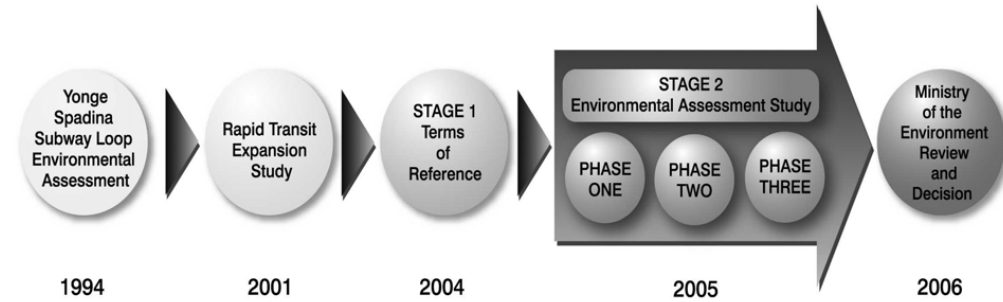 Yonge
Spadina
Subway Loop
Environmental
Assessment
Rapid Transit
Expansion
Study
STAGE 1
Terms
of
Reference
STAGE 2
Environmental Assessment Study
PHASE
ONE
PHASE
TWO
PHASE
THREE
Ministry
of the
Environment
Review
and
Decision
1994
2001
2004
2005
2006